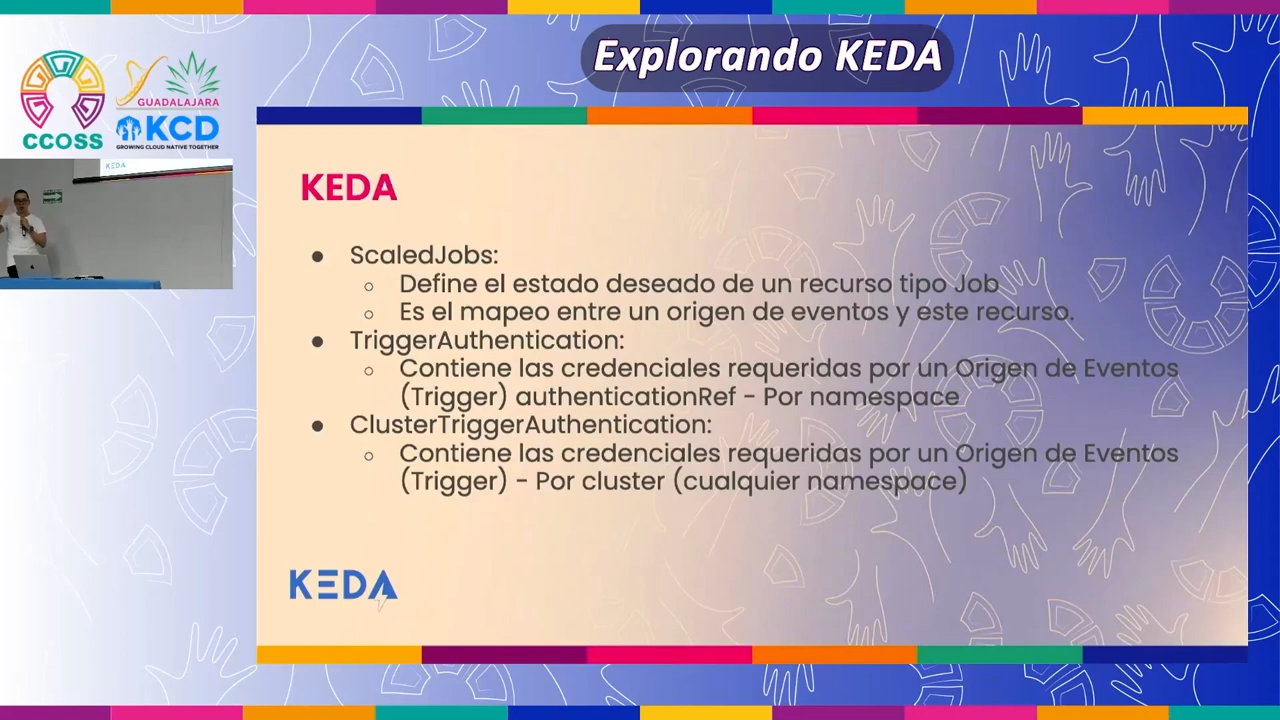 Explorando KEDA
CCOSS
GUADALAJARA
KCD
GROWING CLOUD NATIVE TOGETHER
KEDA
KEDA
● ScaledJobs:
○ Define el estado deseado de un recurso tipo Job
○ Es el mapeo entre un origen de eventos y este recurso.
● TriggerAuthentication:
○ Contiene las credenciales requeridas por un Origen de Eventos
(Trigger) authenticationRef - Por namespace
● ClusterTriggerAuthentication:
○ Contiene las credenciales requeridas por un Origen de Eventos
(Trigger) - Por cluster (cualquier namespace)
KEDA